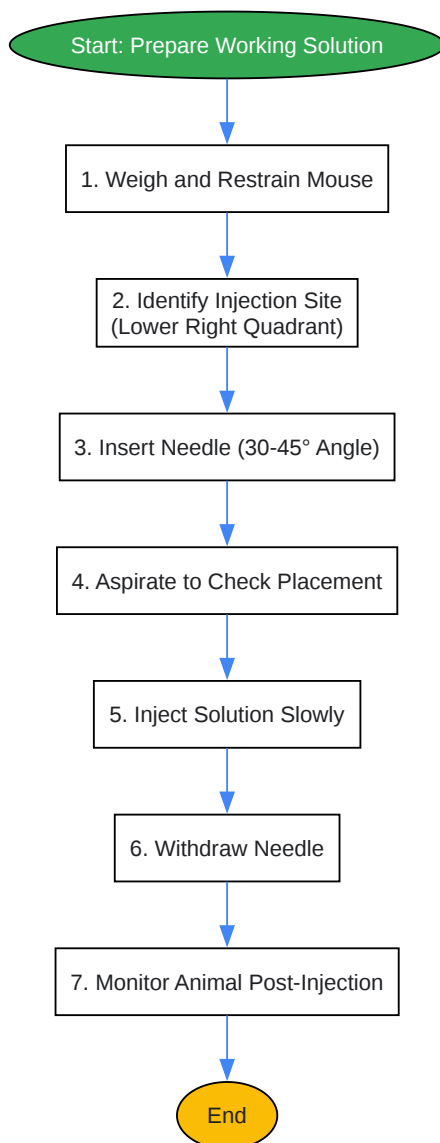 Start: Prepare Working Solution
1. Weigh and Restrain Mouse
2. Identify Injection Site
(Lower Right Quadrant)
3. Insert Needle (30-45° Angle)
4. Aspirate to Check Placement
5. Inject Solution Slowly
6. Withdraw Needle
7. Monitor Animal Post-Injection
End